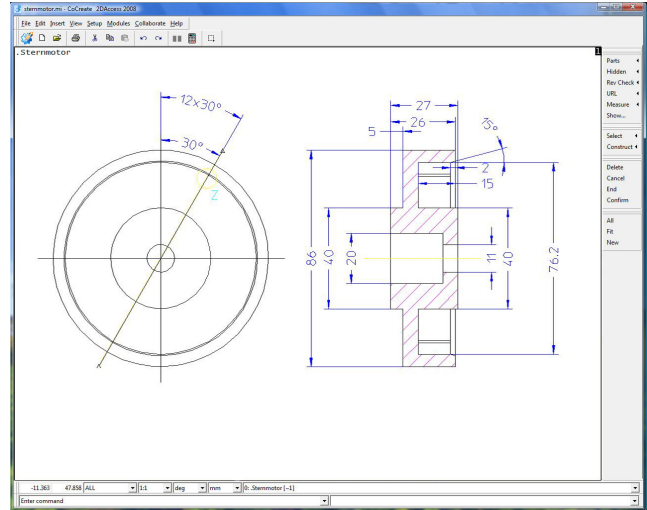 sternmotor.mi - CoCreate 2DAccess 2008
File Edit Insert View Setup Modules Collaborate Help
.Sternmotor
1
12x30°
30°
Z
27
26
5
15°
2
15
86
40
20
11
40
76.2
Parts
Hidden
Rev Check
URL
Measure
Show...
Select
Construct
Delete
Cancel
End
Confirm
All
Fit
New
-11.363 47.858 ALL 1:1 deg mm 0: .Sternmotor [~1]
Enter command